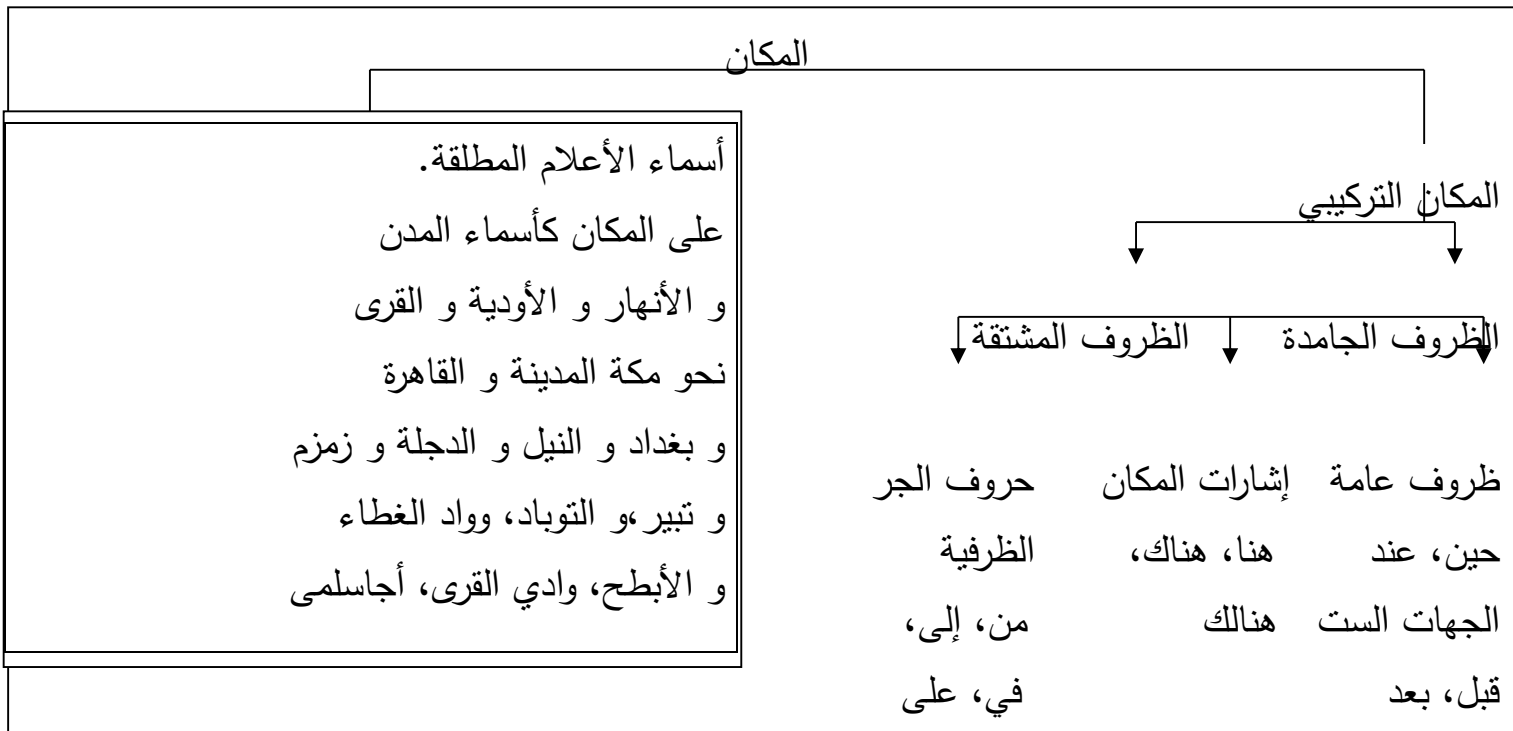 المكان
المكان التركيبي
الظروف الجامدة الظروف المشتقة
ظروف عامة إشارات المكان حروف الجر
حين، عند هنا، هناك، الظرفية
الجهات الست هنالك من، إلى،
قبل، بعد في، على
أسماء الأعلام المطلقة.
على المكان كأسماء المدن
و الأنهار و الأودية و القرى
نحو مكة المدينة و القاهرة
و بغداد و النيل و الدجلة و زمزم
و تبير،و التوباد، وواد الغطاء
و الأبطح، وادي القرى، أجاسلمى